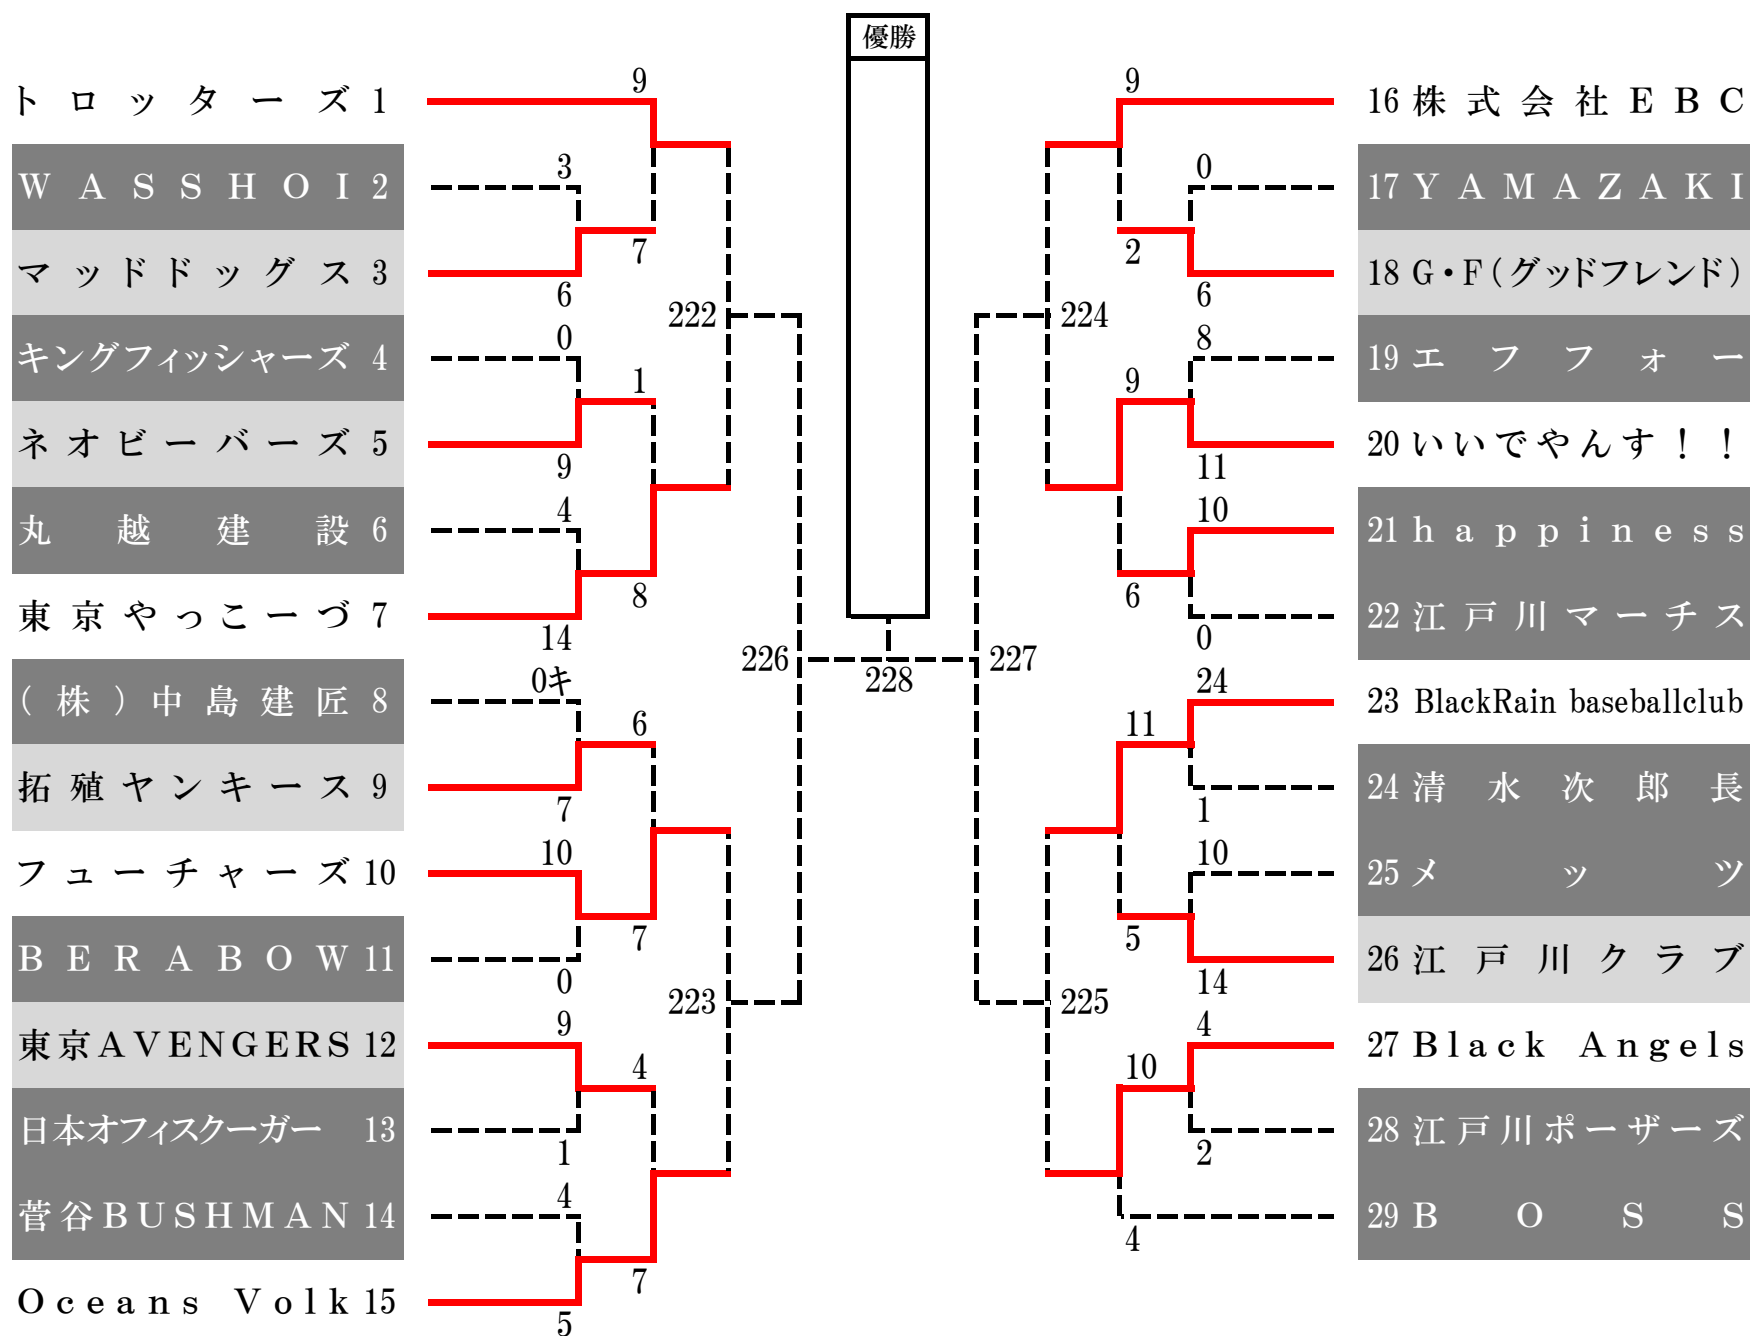 優勝
トロッターズ 1
WASSHOI 2
マッドドッグス 3
キングフィッシャーズ 4
ネオビーバーズ 5
丸越建設 6
東京やっこーづ 7
(株)中島建匠 8
拓殖ヤンキース 9
フューチャーズ 10
BERABOW 11
東京AVENGERS 12
日本オフィスクーガー 13
菅谷BUSHMAN 14
Oceans Volk 15
9
3
7
6
0
1
9
4
8
14
0キ
6
7
10
7
0
9
4
1
4
7
5
222
223
226
228
227
224
225
9
0
2
6
8
9
11
10
6
0
24
11
1
10
5
14
4
10
2
4
16 株式会社EBC
17 YAMAZAKI
18 G・F(グッドフレンド)
19 エフフォー
20 いいでやんす!!
21 happiness
22 江戸川マーチス
23 BlackRain baseballclub
24 清水次郎長
25 メッツ
26 江戸川クラブ
27 Black Angels
28 江戸川ポーザーズ
29 BOSS